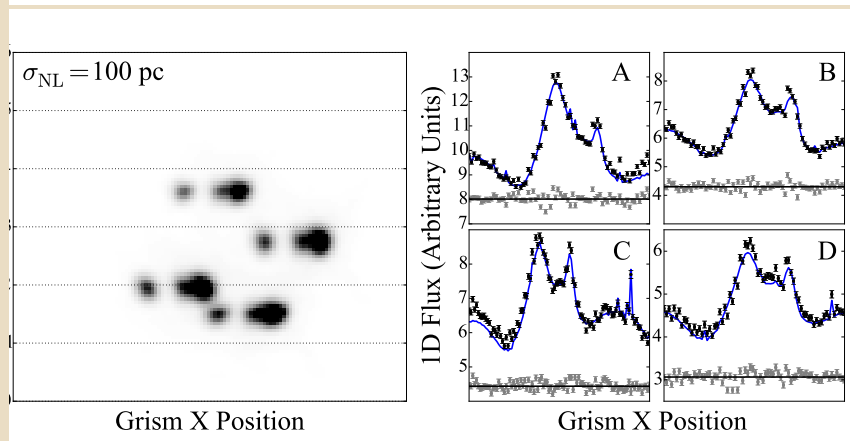 σNL = 100 pc
Grism X Position
1D Flux (Arbitrary Units)
A
13
12
11
10
9
8
7
B
8
7
6
5
4
C
8
7
6
5
D
6
5
4
3
Grism X Position